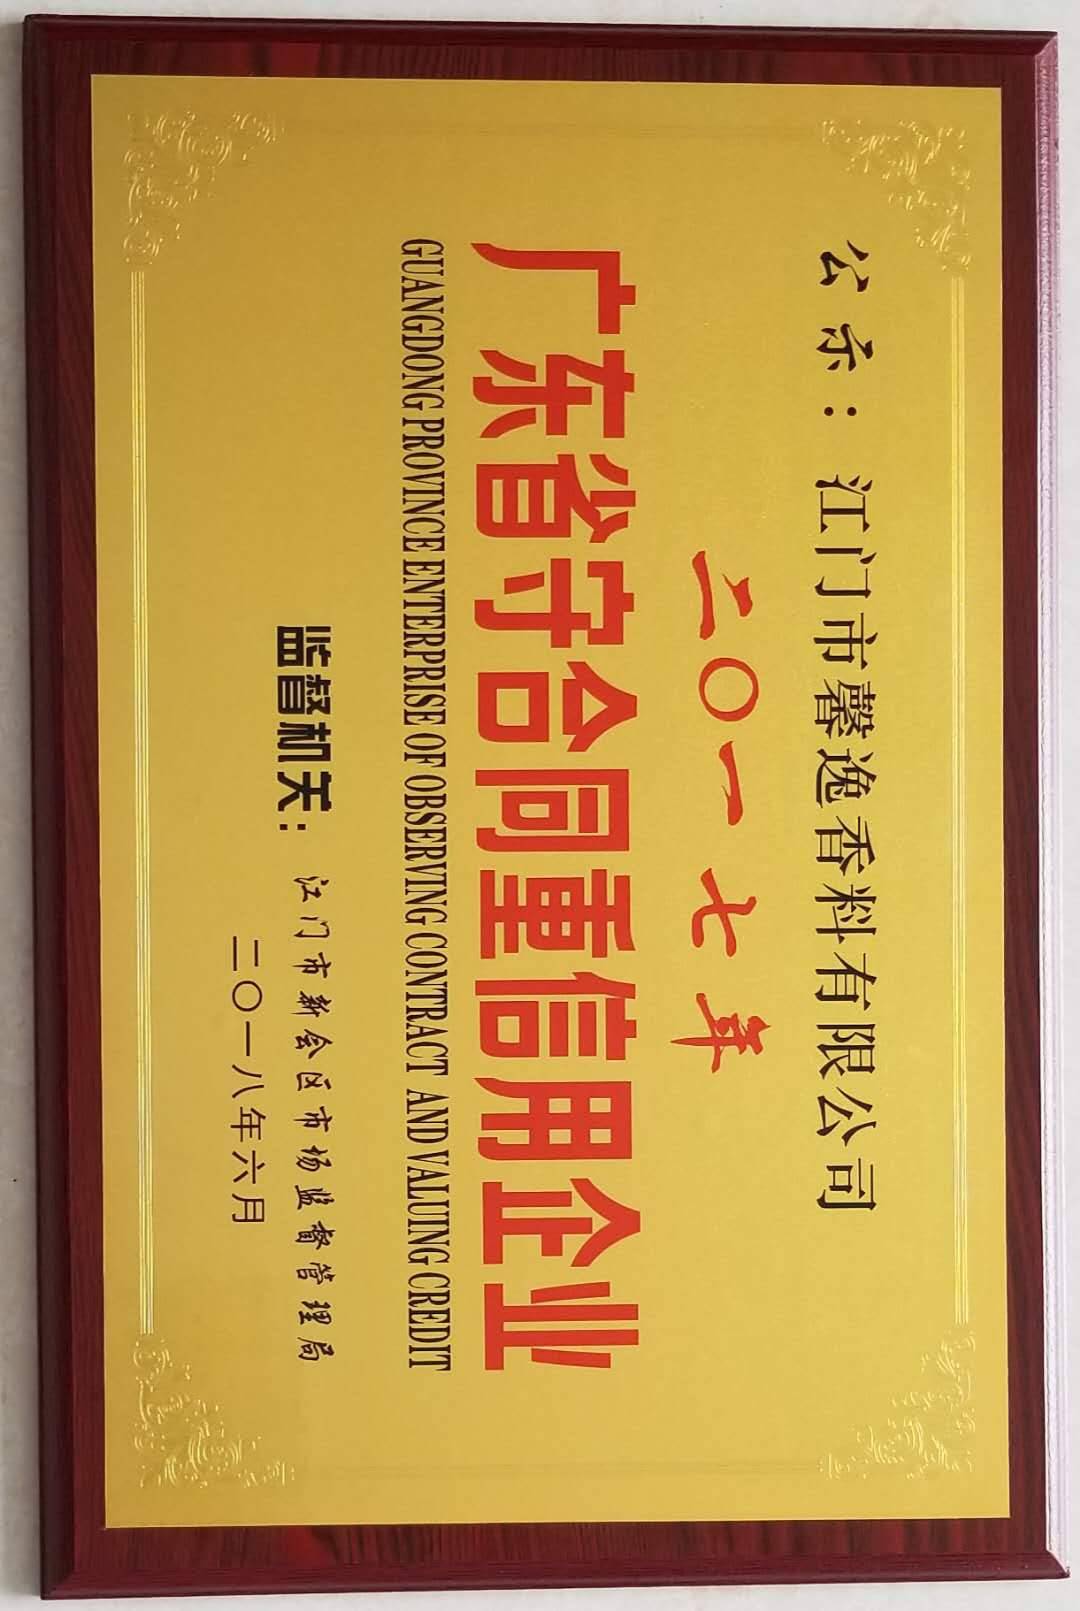 公示：江门市馨逸香料有限公司
二〇一七年
广东省守合同重信用企业
GUANGDONG PROVINCE ENTERPRISE OF OBSERVING CONTRACT AND VALUING CREDIT
监督机关：江门市新会区市场监督管理局
二〇一八年六月